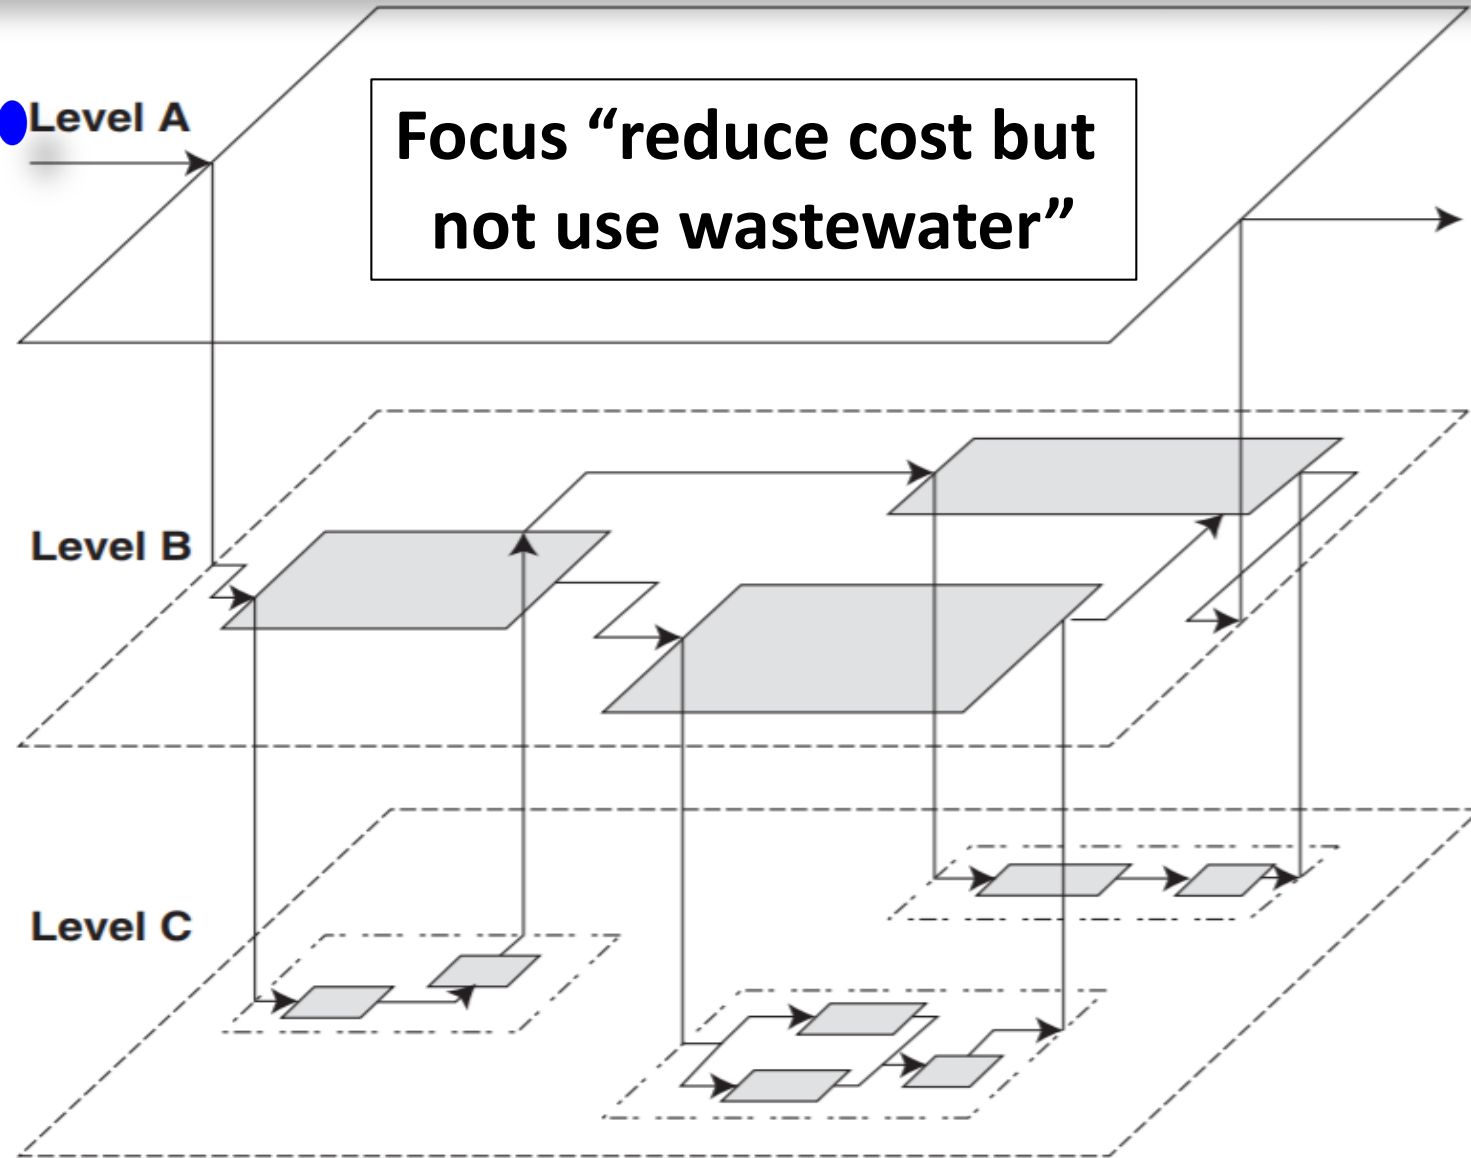 Level A
Focus “reduce cost but
not use wastewater”
Level B
Level C